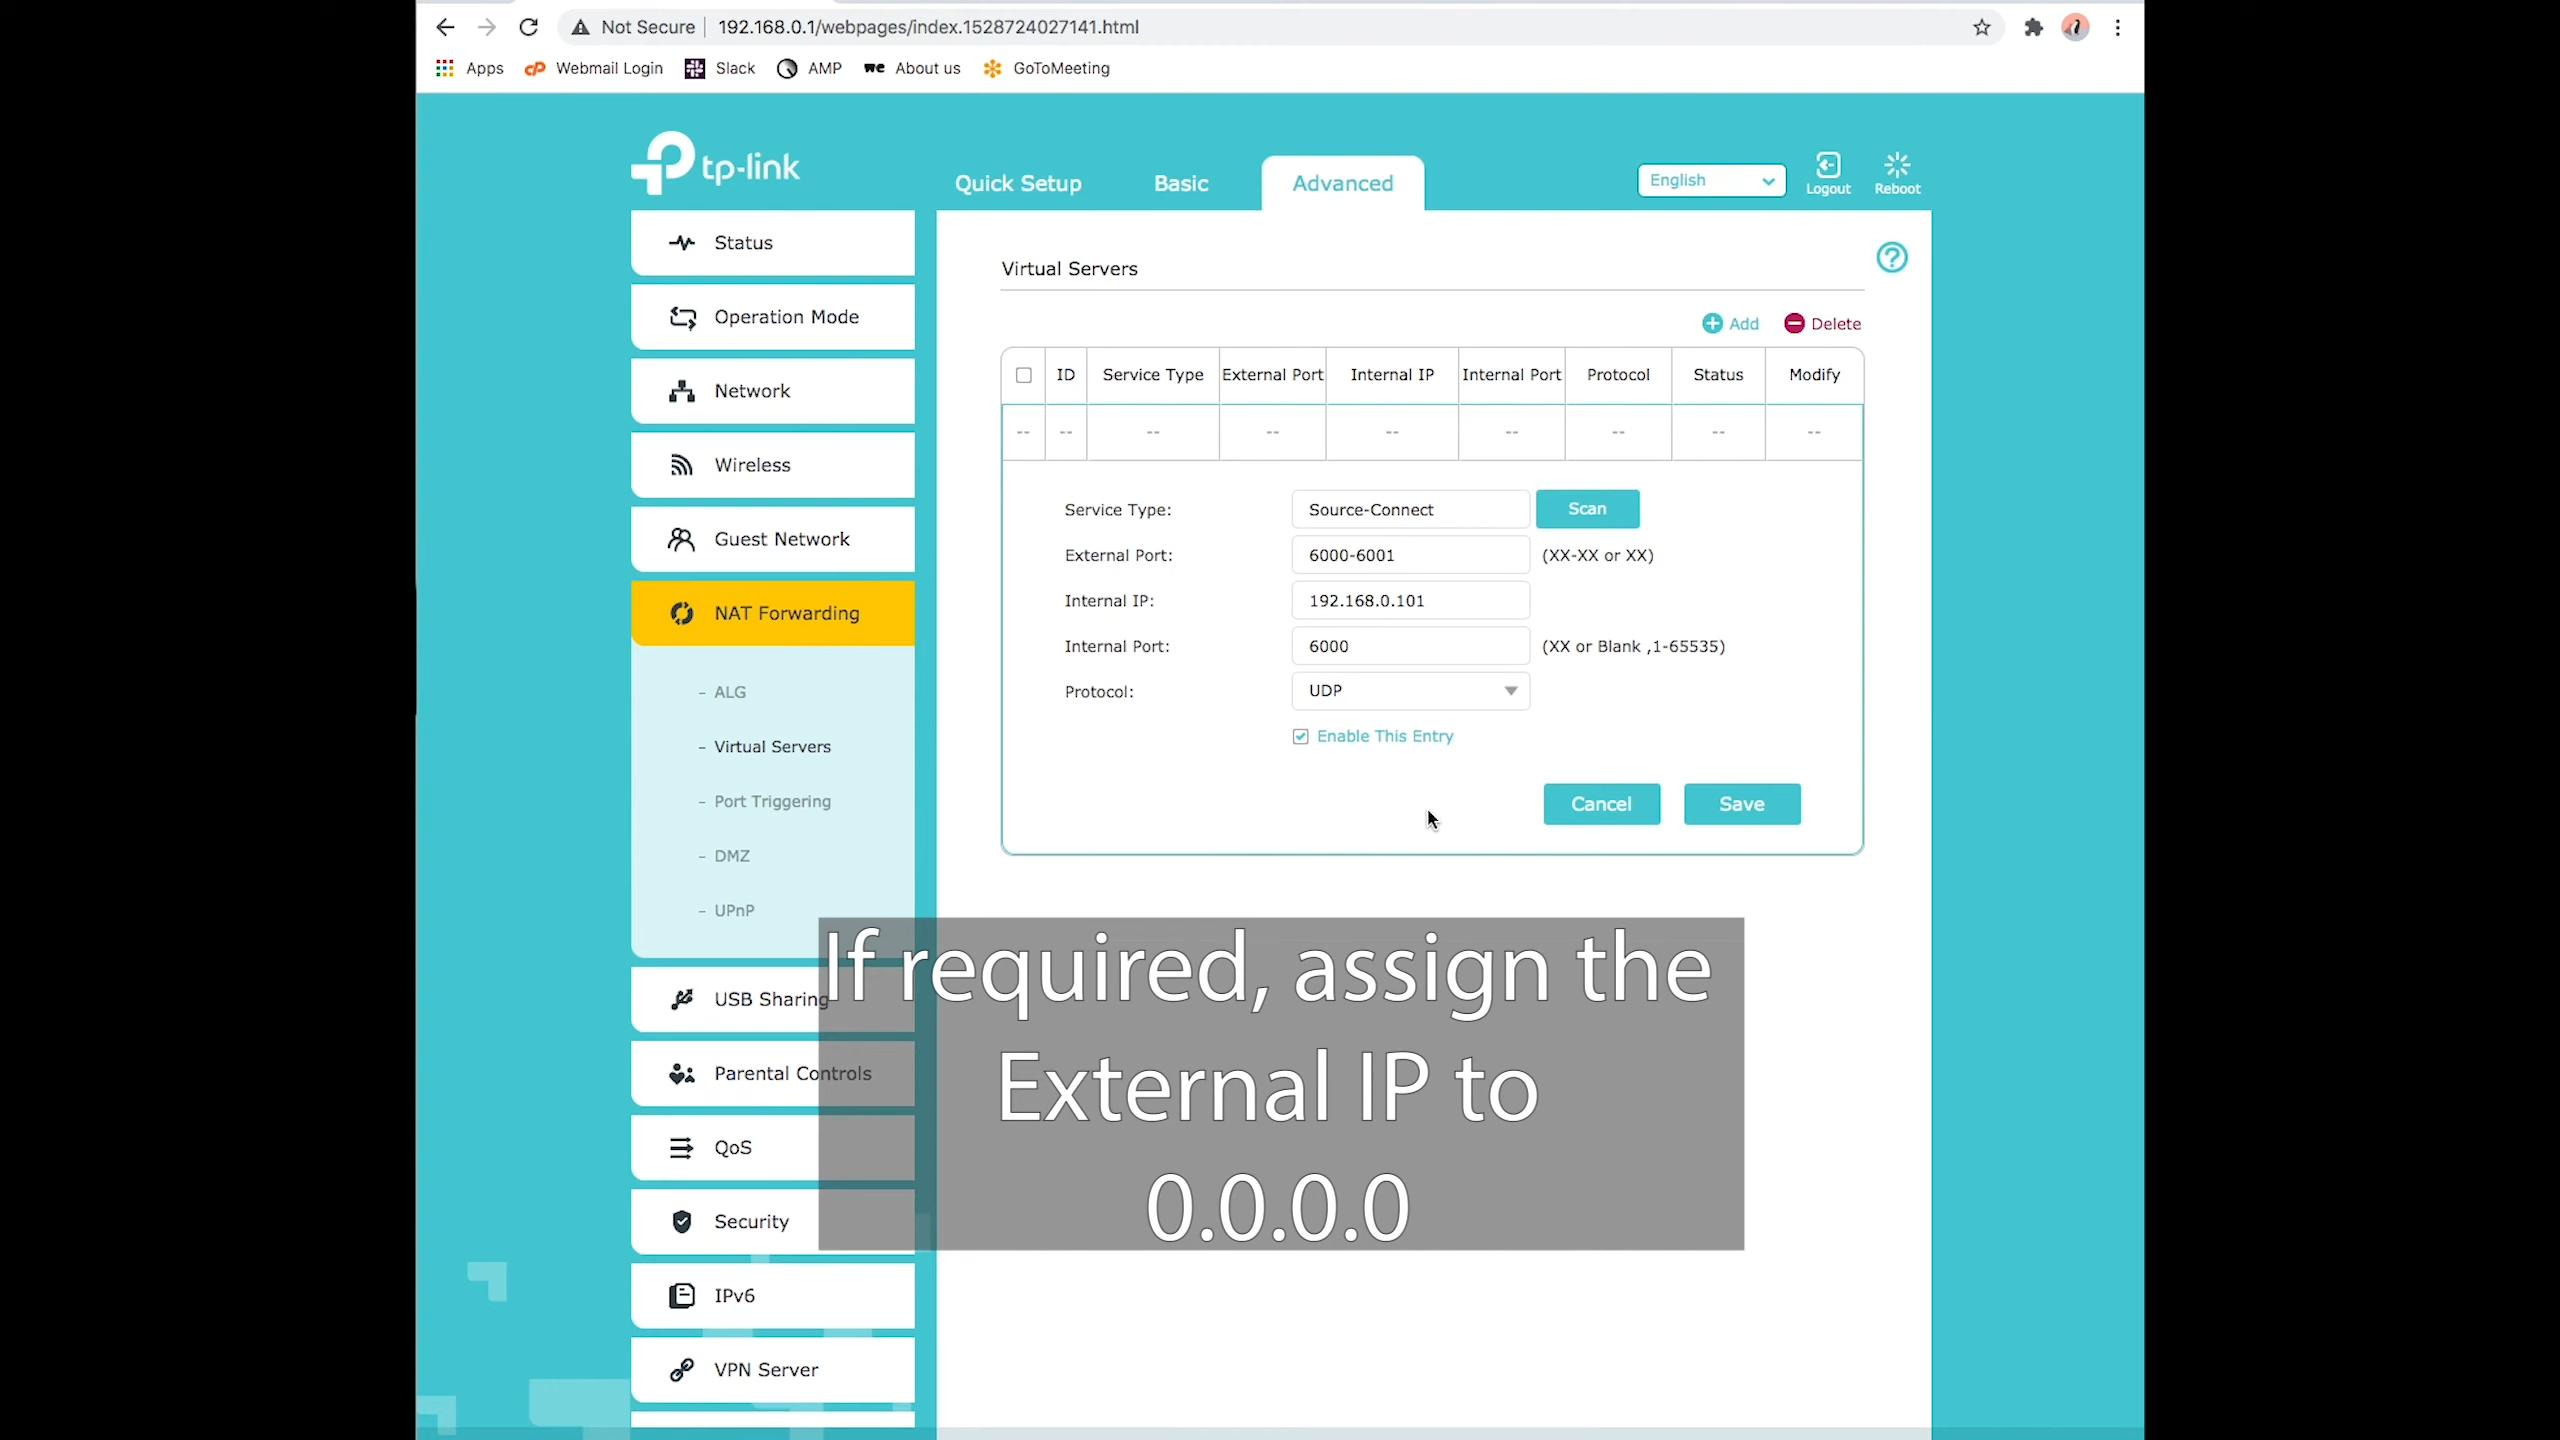 Not Secure 192.168.0.1/webpages/index.1528724027141.html
Apps Webmail Login Slack AMP we About us GoToMeeting
tp-link
Quick Setup Basic Advanced
English Logout Reboot
Status
Operation Mode
Network
Wireless
Guest Network
NAT Forwarding
- ALG
- Virtual Servers
- Port Triggering
- DMZ
- UPnP
USB Sharing
Parental Controls
QoS
Security
IPv6
VPN Server
Virtual Servers
Add Delete
ID Service Type External Port Internal IP Internal Port Protocol Status Modify
-- -- -- -- -- -- -- -- --
Service Type: Source-Connect Scan
External Port: 6000-6001 (XX-XX or XX)
Internal IP: 192.168.0.101
Internal Port: 6000 (XX or Blank ,1-65535)
Protocol: UDP
Enable This Entry
Cancel Save
If required, assign the
External IP to
0.0.0.0